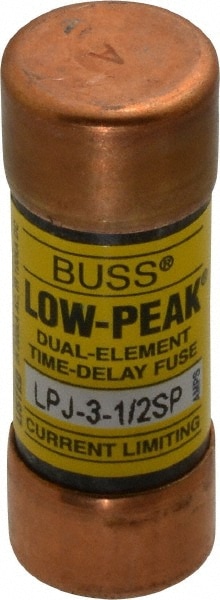 A
BUSS®
LOW-PEAK®
DUAL-ELEMENT
TIME-DELAY FUSE
LPJ-3-1/2SP
AMPS
CURRENT LIMITING